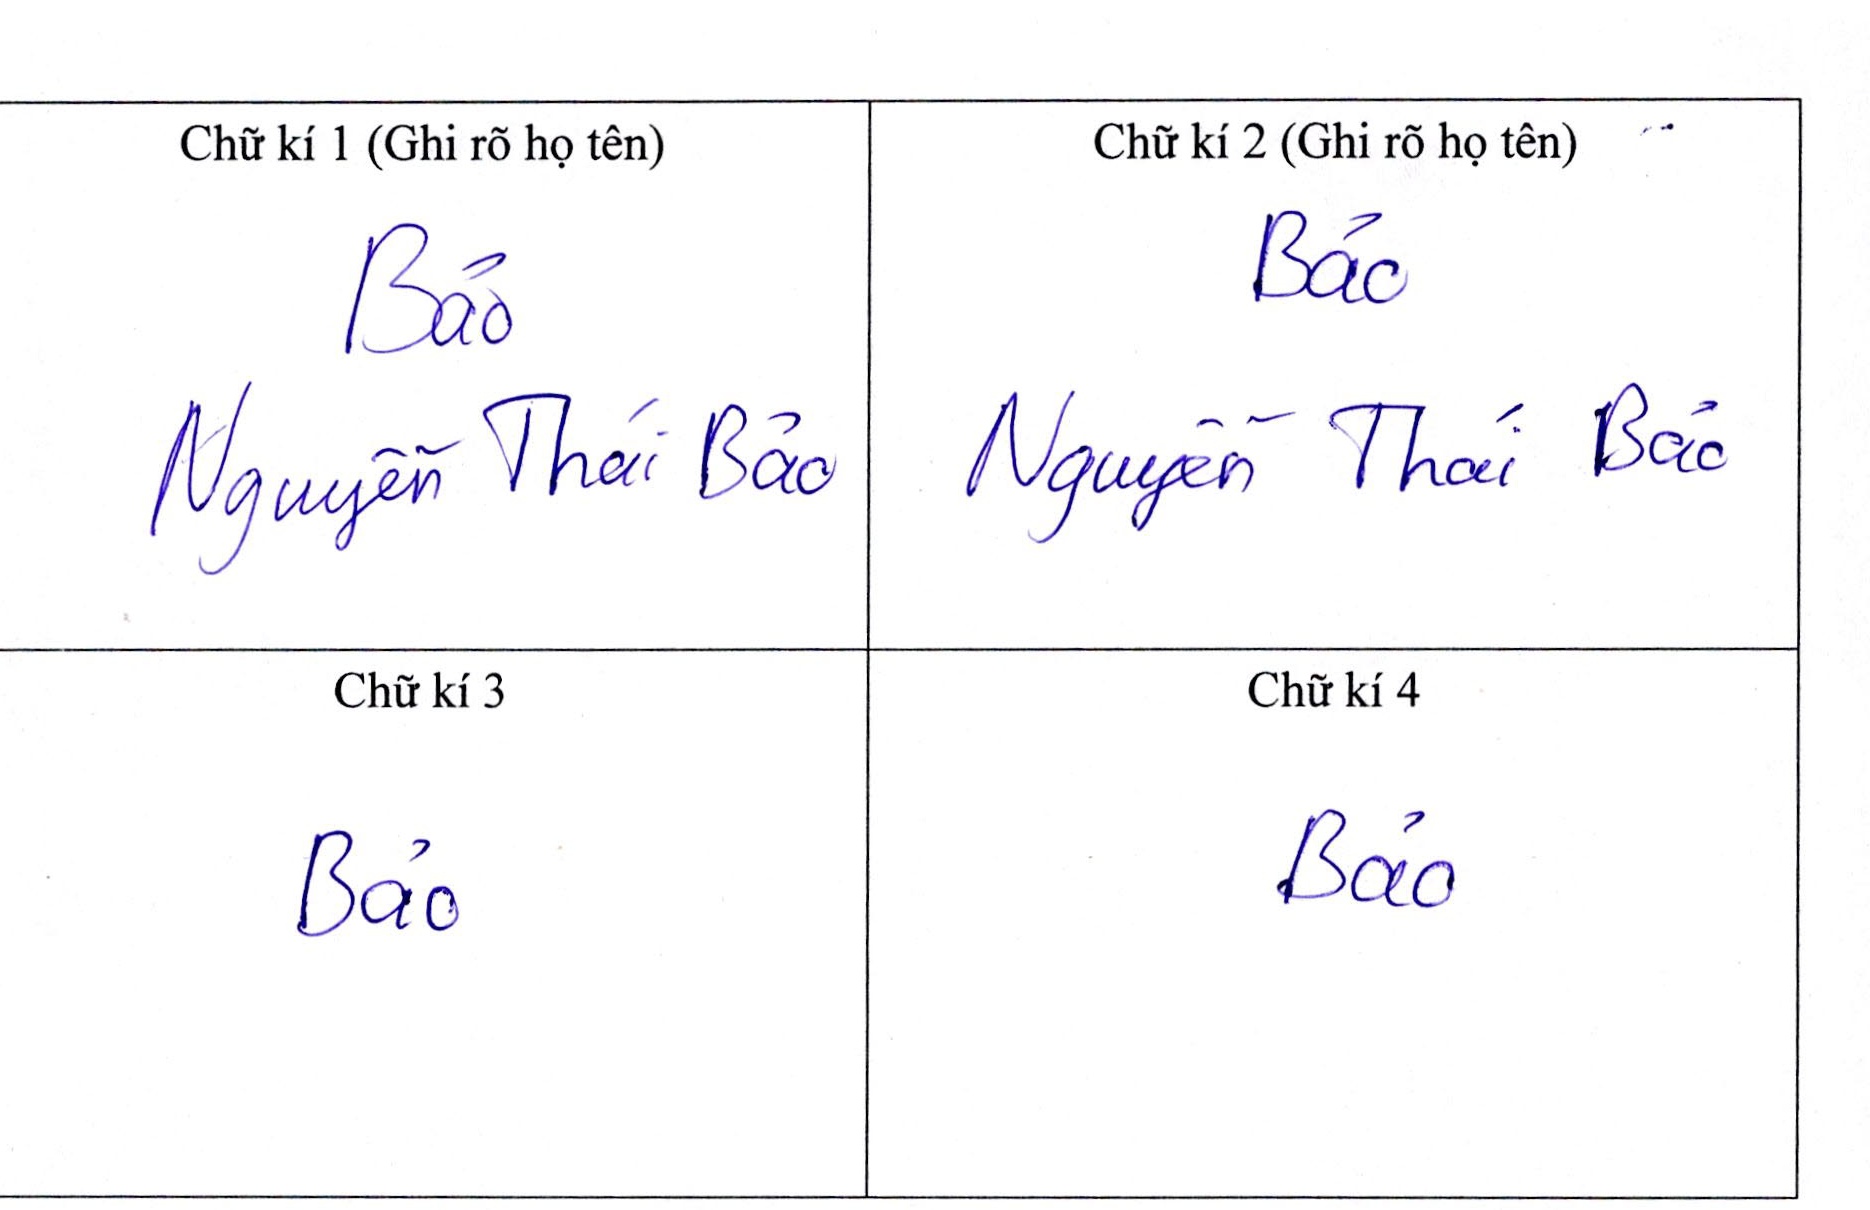 Chữ kí 1 (Ghi rõ họ tên)
Bảo
Nguyễn Thái Bảo
Chữ kí 2 (Ghi rõ họ tên)
Bảo
Nguyễn Thái Bảo
Chữ kí 3
Bảo
Chữ kí 4
Bảo